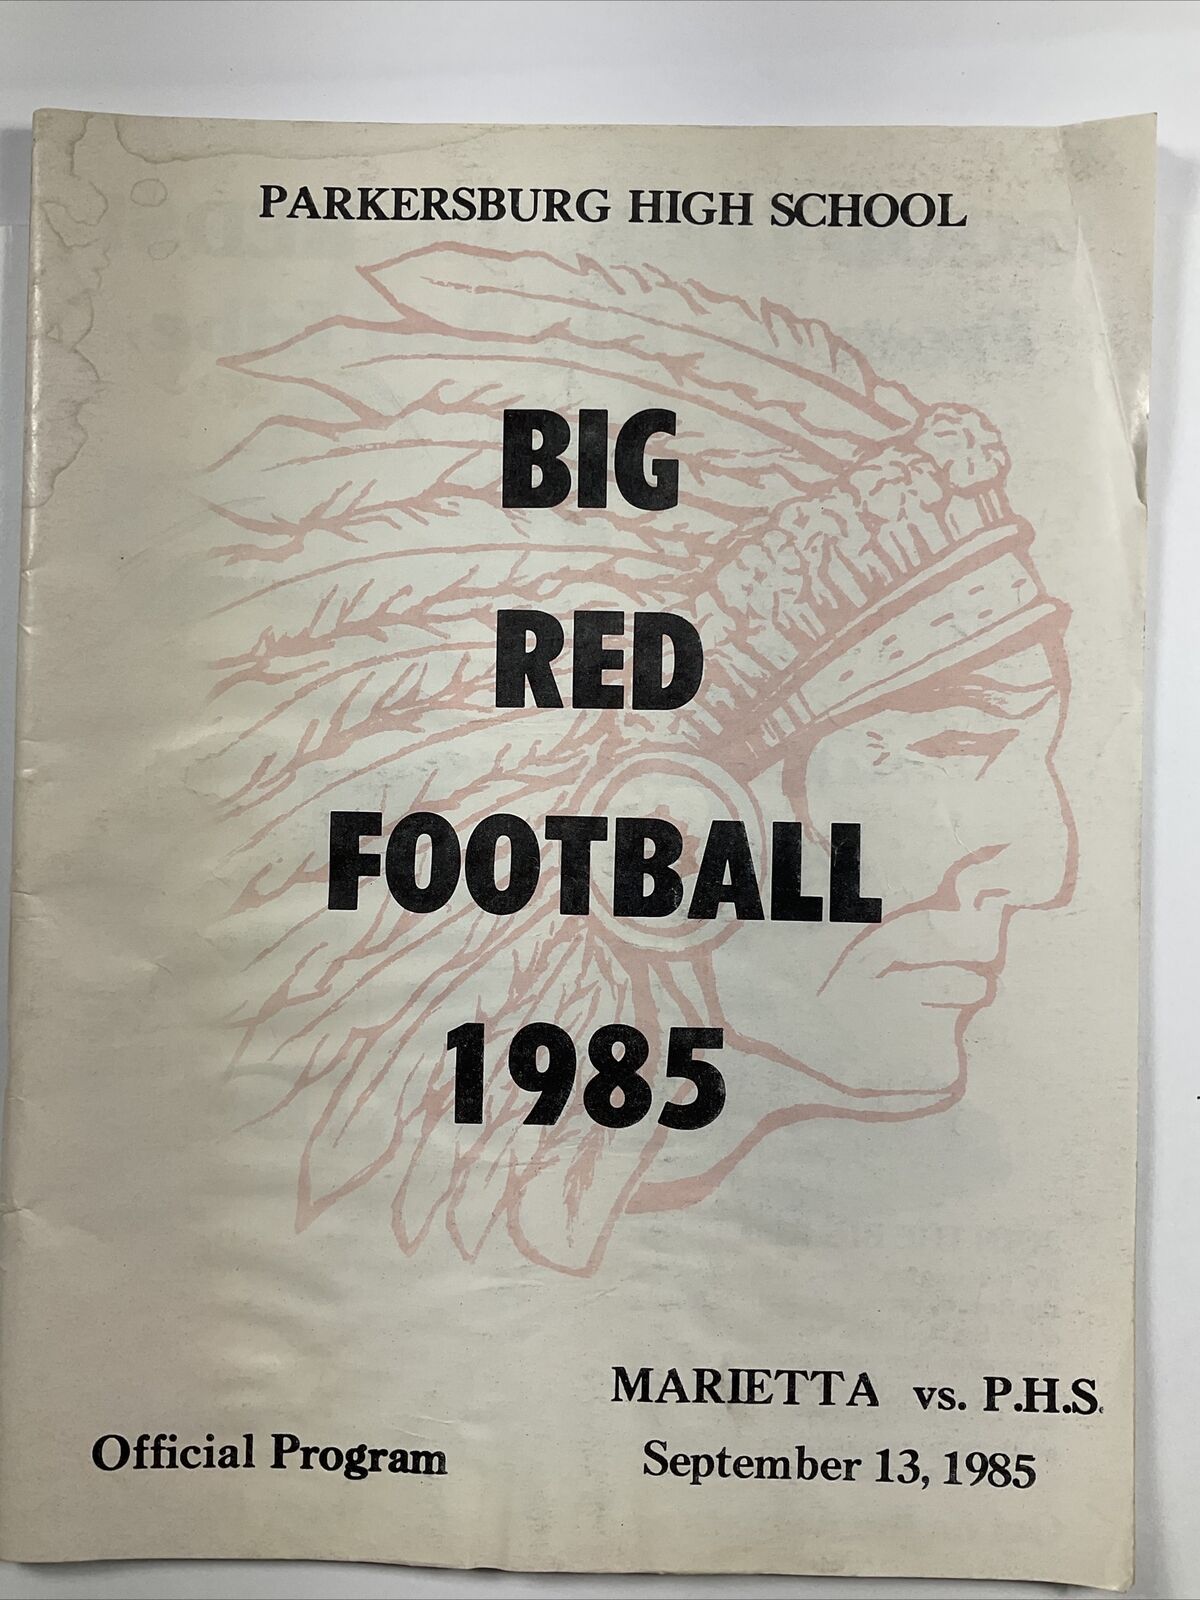 PARKERSBURG HIGH SCHOOL
BIG
RED
FOOTBALL
1985
MARIETTA vs. P.H.S.
Official Program
September 13, 1985